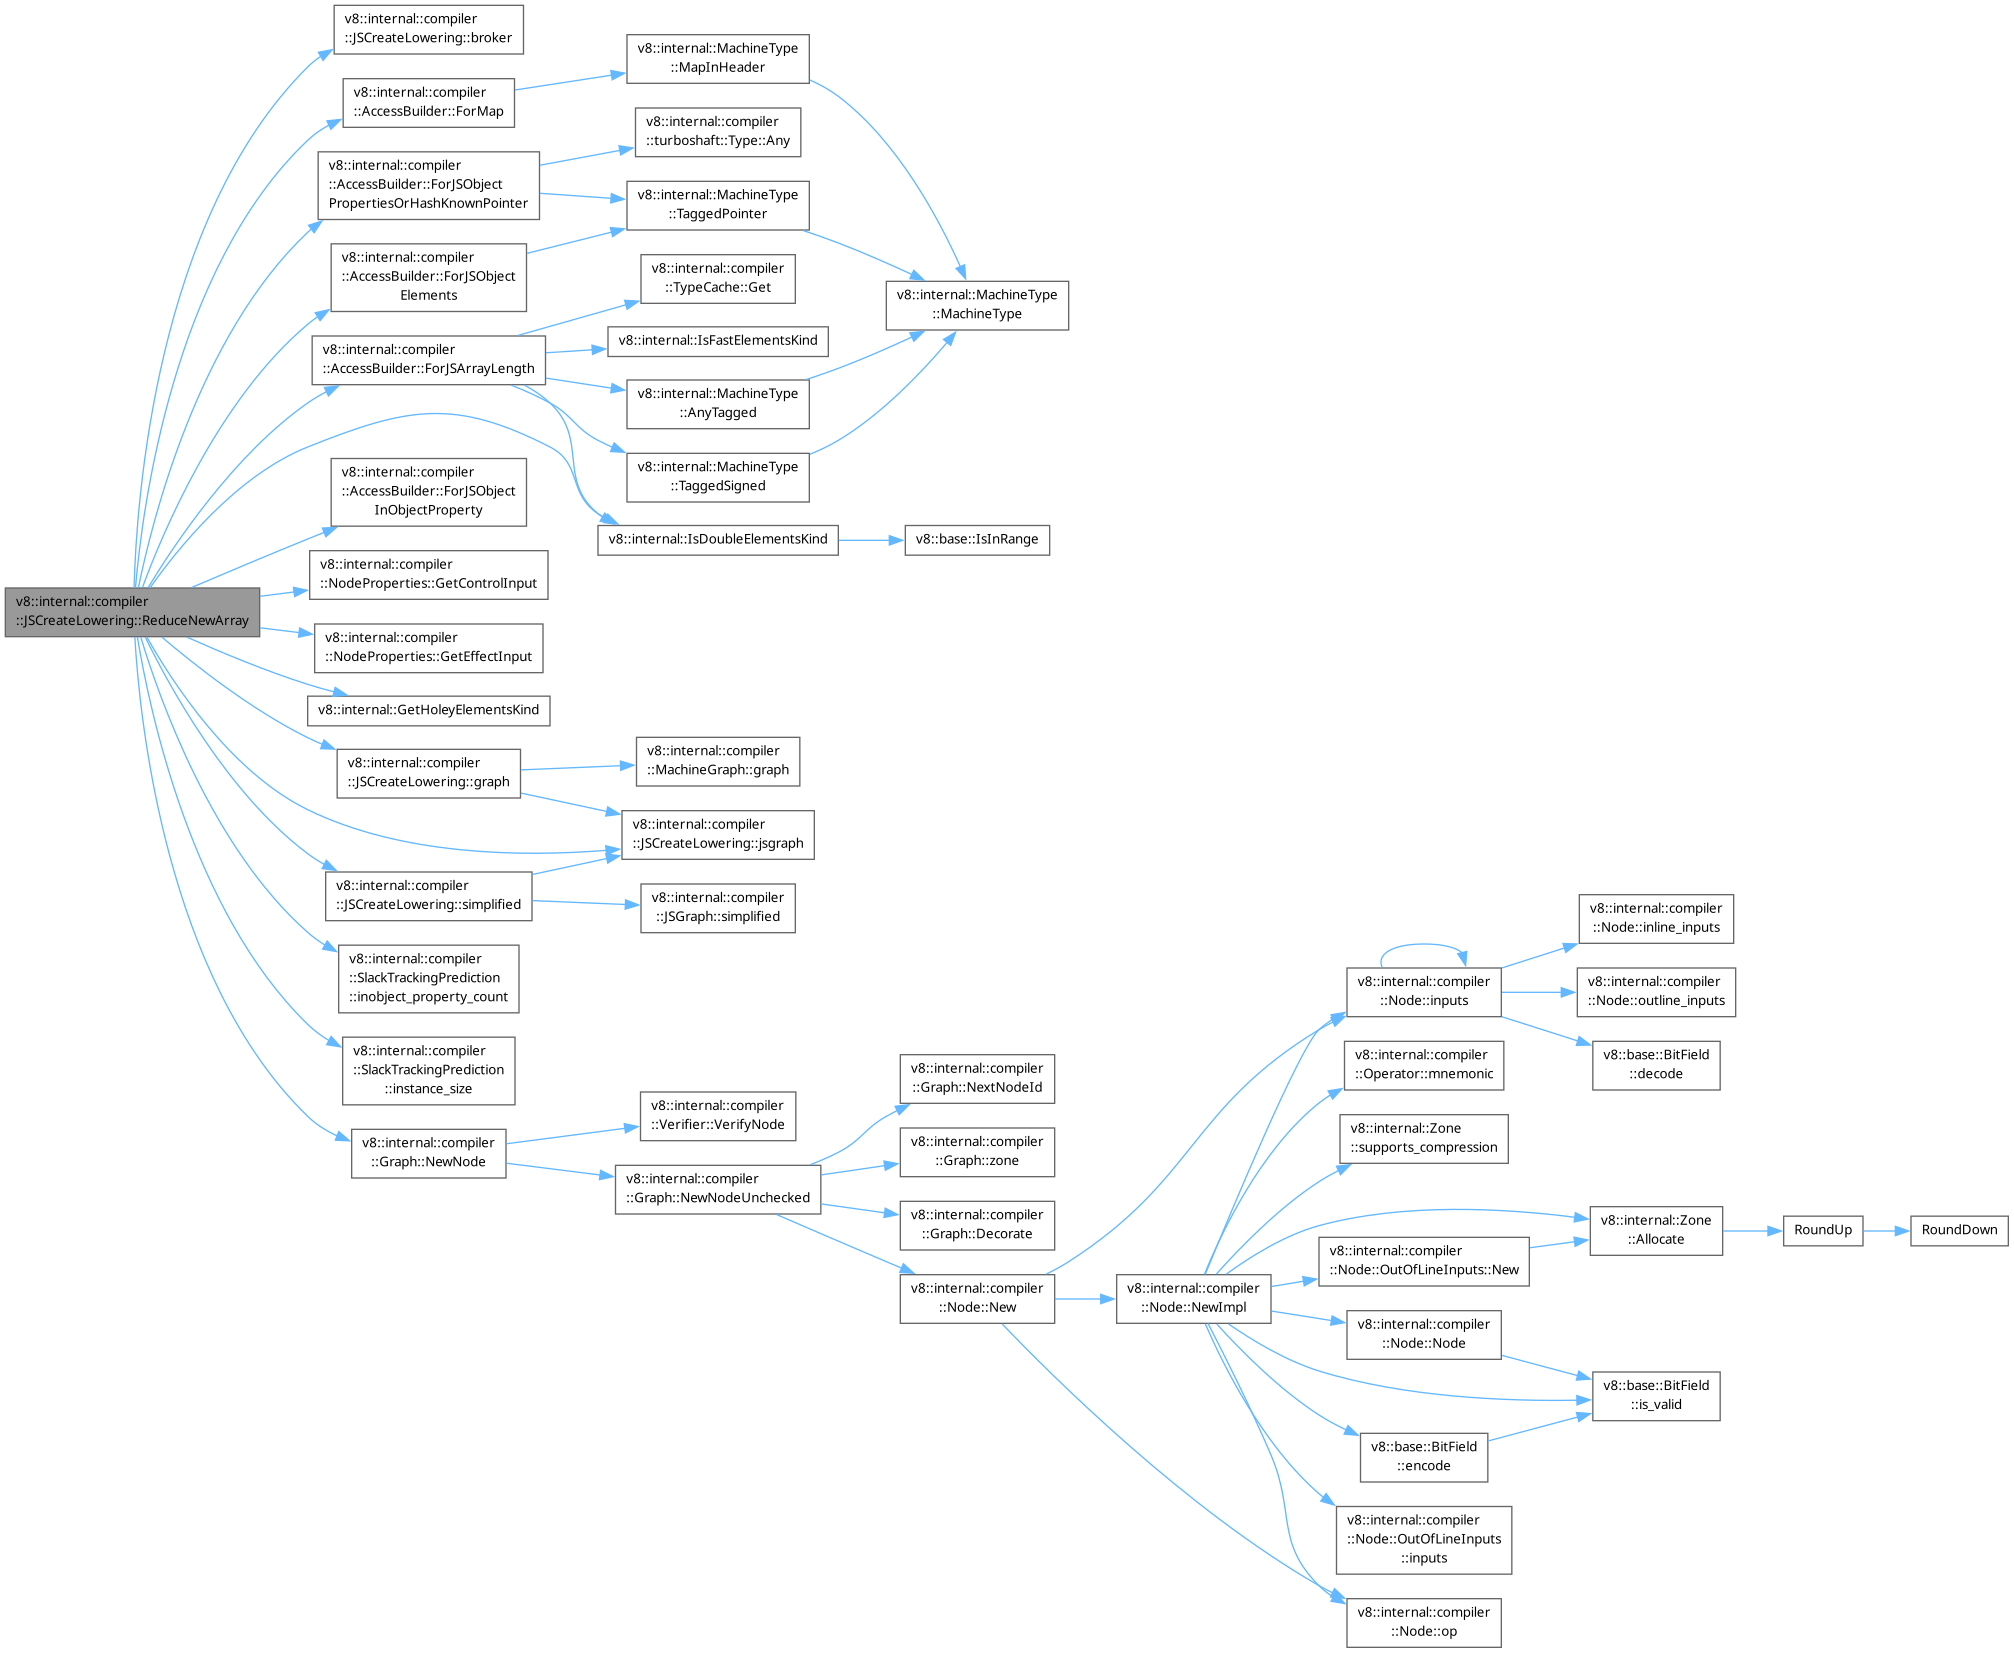 v8::internal::compiler
::JSCreateLowering::ReduceNewArray
v8::internal::compiler
::JSCreateLowering::broker
v8::internal::compiler
::AccessBuilder::ForMap
v8::internal::compiler
::AccessBuilder::ForJSObject
PropertiesOrHashKnownPointer
v8::internal::compiler
::AccessBuilder::ForJSObject
Elements
v8::internal::compiler
::AccessBuilder::ForJSArrayLength
v8::internal::compiler
::AccessBuilder::ForJSObject
InObjectProperty
v8::internal::compiler
::NodeProperties::GetControlInput
v8::internal::compiler
::NodeProperties::GetEffectInput
v8::internal::GetHoleyElementsKind
v8::internal::compiler
::JSCreateLowering::graph
v8::internal::compiler
::JSCreateLowering::simplified
v8::internal::compiler
::SlackTrackingPrediction
::inobject_property_count
v8::internal::compiler
::SlackTrackingPrediction
::instance_size
v8::internal::compiler
::Graph::NewNode
v8::internal::MachineType
::MapInHeader
v8::internal::compiler
::turboshaft::Type::Any
v8::internal::MachineType
::TaggedPointer
v8::internal::compiler
::TypeCache::Get
v8::internal::IsFastElementsKind
v8::internal::MachineType
::AnyTagged
v8::internal::MachineType
::TaggedSigned
v8::internal::IsDoubleElementsKind
v8::internal::compiler
::MachineGraph::graph
v8::internal::compiler
::JSCreateLowering::jsgraph
v8::internal::compiler
::JSGraph::simplified
v8::internal::compiler
::Verifier::VerifyNode
v8::internal::compiler
::Graph::NewNodeUnchecked
v8::internal::MachineType
::MachineType
v8::base::IsInRange
v8::internal::compiler
::Graph::NextNodeId
v8::internal::compiler
::Graph::zone
v8::internal::compiler
::Graph::Decorate
v8::internal::compiler
::Node::New
v8::internal::compiler
::Node::NewImpl
v8::internal::compiler
::Node::inputs
v8::internal::compiler
::Operator::mnemonic
v8::internal::Zone
::supports_compression
v8::internal::compiler
::Node::OutOfLineInputs::New
v8::internal::compiler
::Node::Node
v8::base::BitField
::encode
v8::internal::compiler
::Node::OutOfLineInputs
::inputs
v8::internal::compiler
::Node::op
v8::internal::compiler
::Node::inline_inputs
v8::internal::compiler
::Node::outline_inputs
v8::base::BitField
::decode
v8::internal::Zone
::Allocate
v8::base::BitField
::is_valid
RoundUp
RoundDown